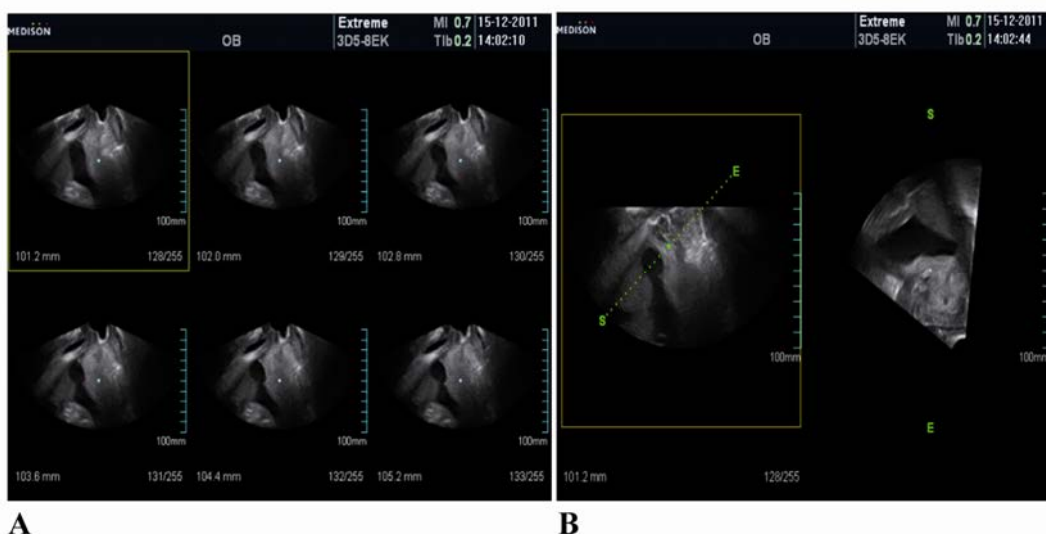 MEDISON
OB
Extreme
3D5-8EK
MI 0.7
TIb 0.2
15-12-2011
14:02:10
100mm
101.2 mm
128/255
100mm
102.0 mm
129/255
100mm
102.8 mm
130/255
100mm
103.6 mm
131/255
100mm
104.4 mm
132/255
100mm
105.2 mm
133/255
A
MEDISON
OB
Extreme
3D5-8EK
MI 0.7
TIb 0.2
15-12-2011
14:02:44
E
S
100mm
101.2 mm
128/255
S
100mm
E
B